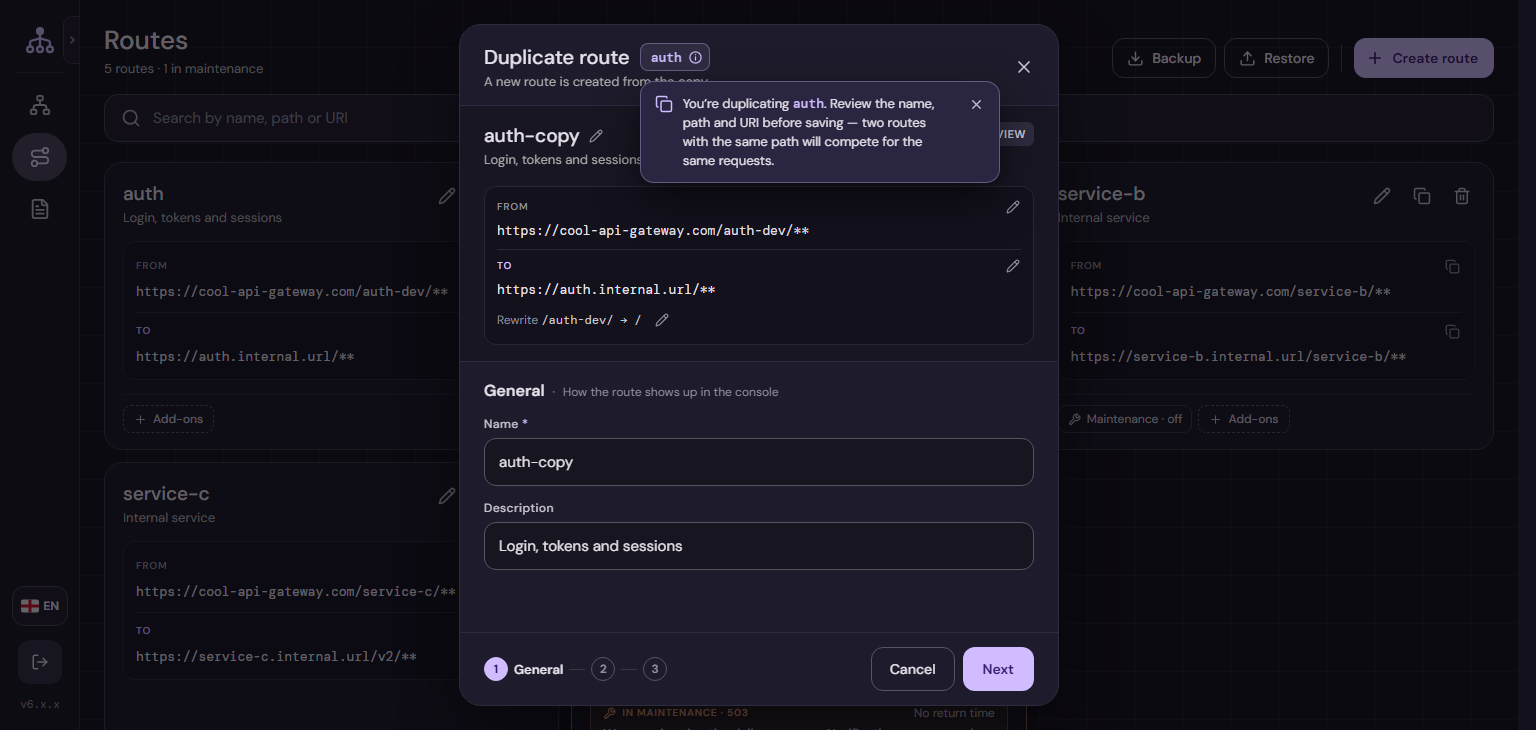 Routes
5 routes · 1 in maintenance
Backup
Restore
Create route
Search by name, path or URI
auth
Login, tokens and sessions
FROM
https://cool-api-gateway.com/auth-dev/**
TO
https://auth.internal.url/**
Add-ons
service-c
Internal service
FROM
https://cool-api-gateway.com/service-c/**
TO
https://service-c.internal.url/v2/**
EN
v6.x.x
Duplicate route
auth
A new route is created from the copy
You're duplicating auth. Review the name,
path and URI before saving — two routes
with the same path will compete for the
same requests.
auth-copy
Login, tokens and sessions
FROM
https://cool-api-gateway.com/auth-dev/**
TO
https://auth.internal.url/**
Rewrite /auth-dev/ → /
General · How the route shows up in the console
Name *
auth-copy
Description
Login, tokens and sessions
1 General — 2 — 3
Cancel
Next
service-b
Internal service
FROM
https://cool-api-gateway.com/service-b/**
TO
https://service-b.internal.url/service-b/**
Maintenance · off
Add-ons
IN MAINTENANCE · 503
No return time